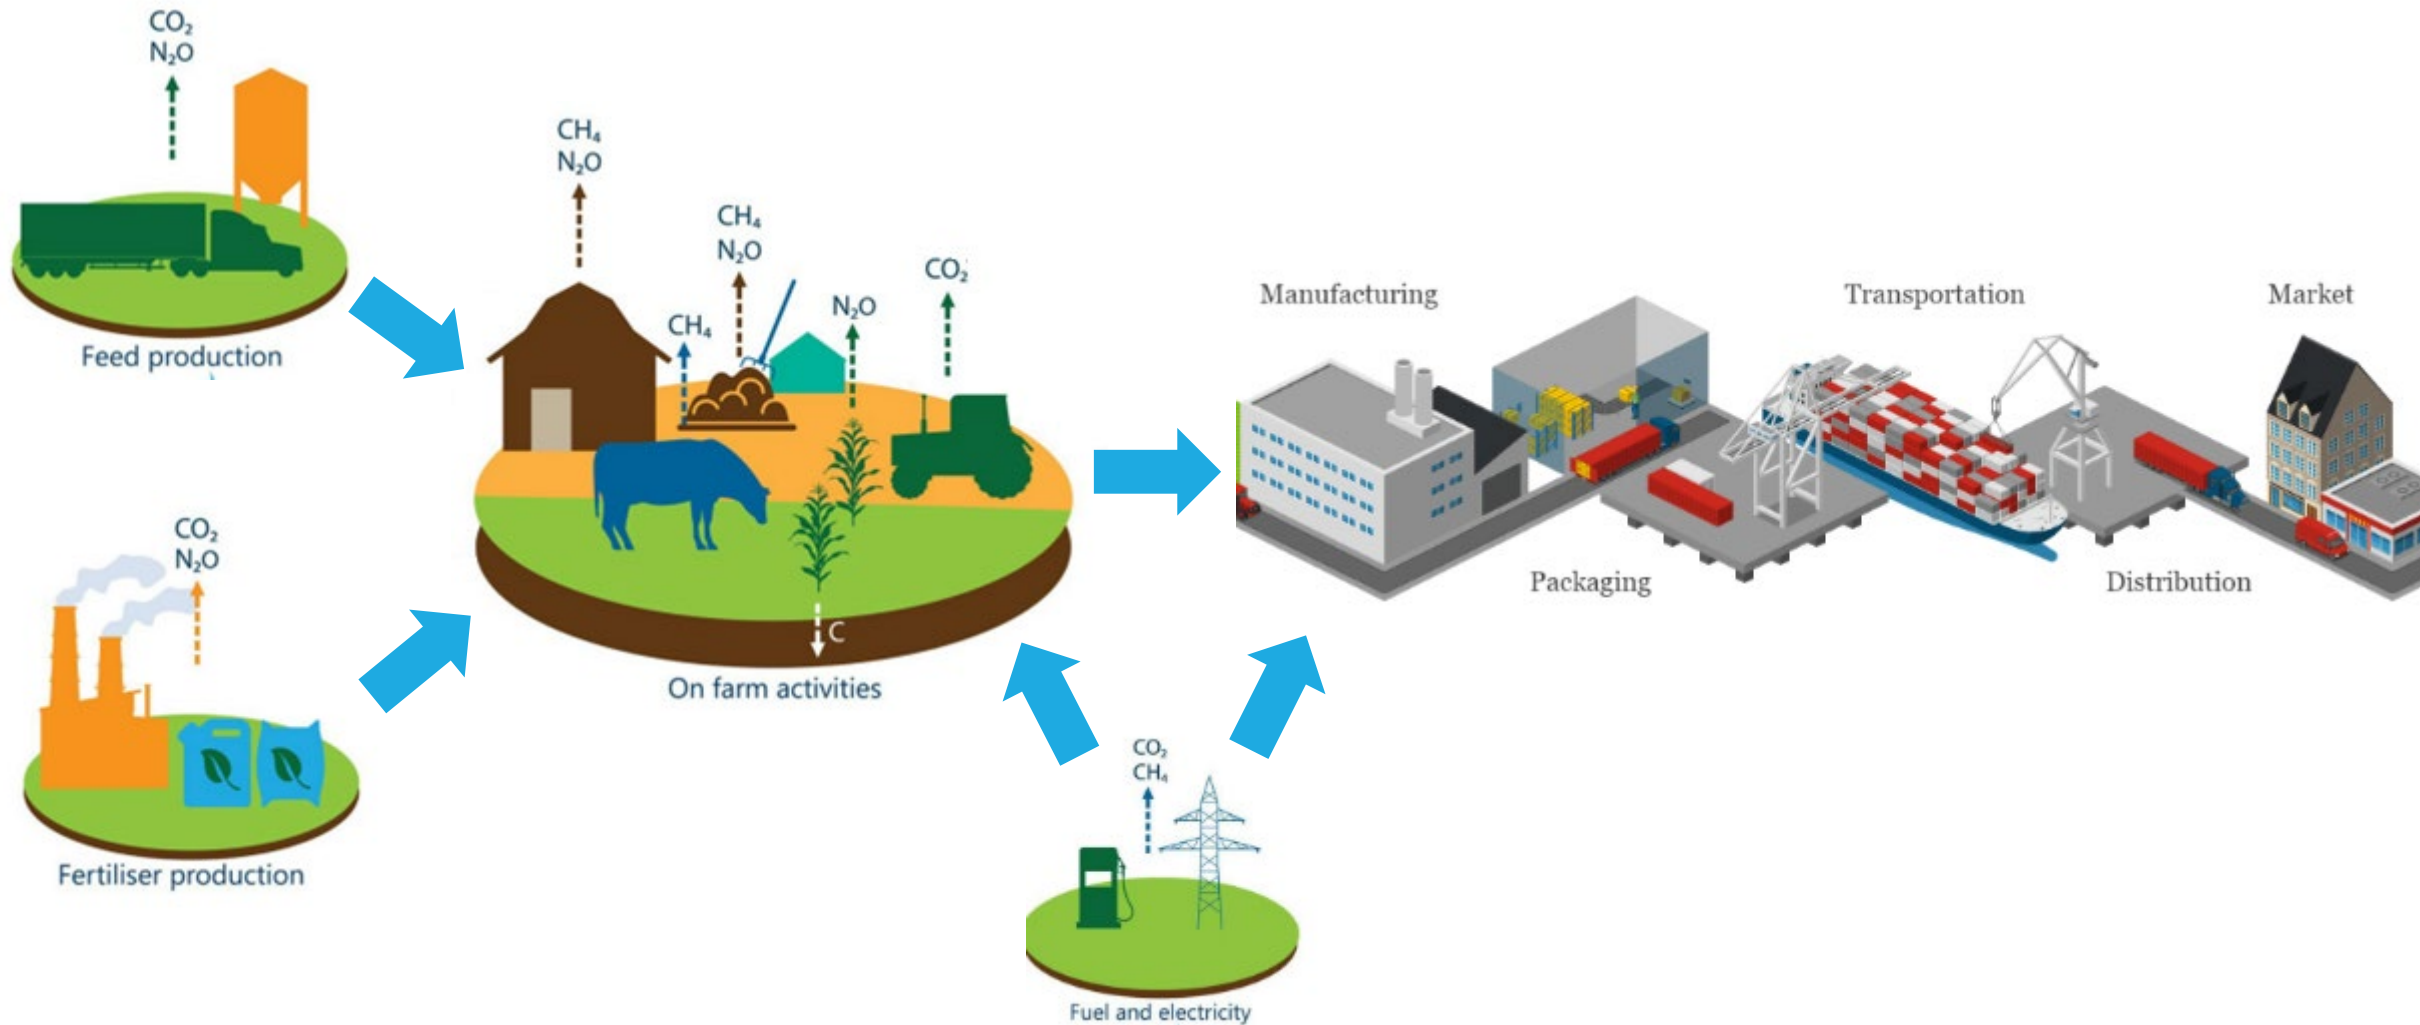 CO₂
N₂O
Feed production
CH₄
N₂O
CH₄
N₂O
CH₄
N₂O
CO₂
C
On farm activities
CO₂
N₂O
Fertiliser production
CO₂
CH₄
Fuel and electricity
Manufacturing
Packaging
Transportation
Distribution
Market